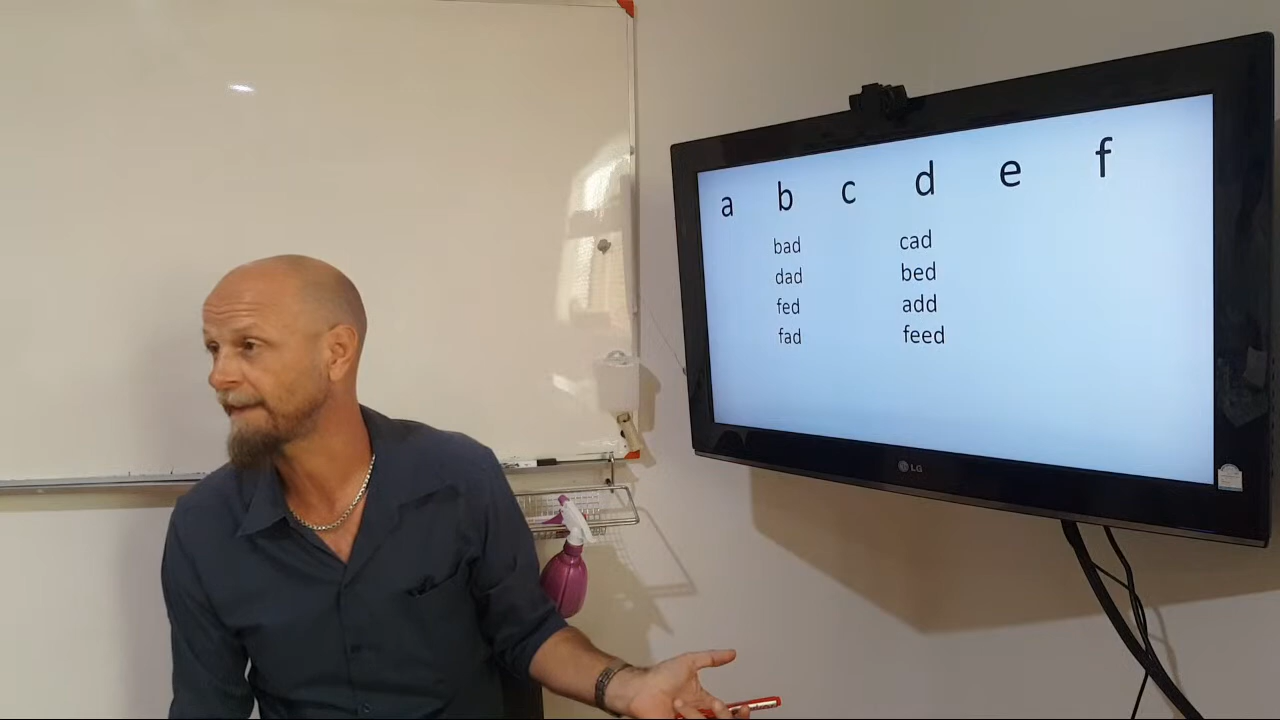 a b c d e f
bad cad
dad bed
fed add
fad feed
LG